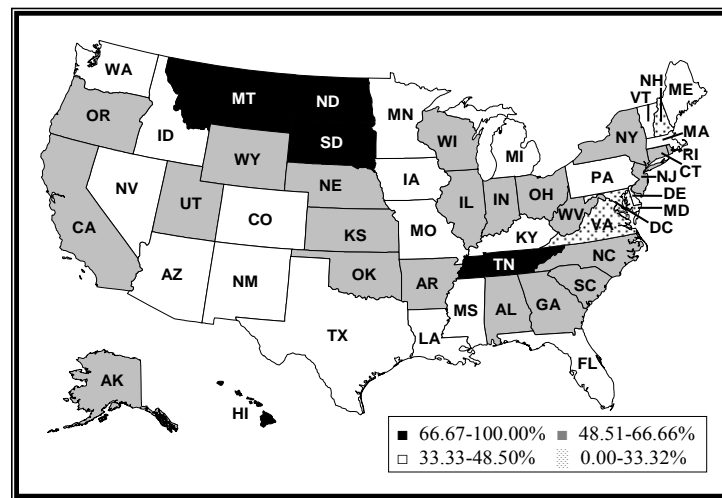 WA
MT
ND
MN
OR
ID
SD
WY
WI
MI
NH
VT
ME
NY
MA
RI
CT
NV
NE
IA
PA
NJ
DE
MD
DC
CA
UT
CO
IL
IN
OH
WV
VA
KS
MO
KY
AZ
NM
OK
AR
TN
NC
SC
TX
LA
MS
AL
GA
FL
AK
HI
66.67-100.00% 48.51-66.66%
33.33-48.50% 0.00-33.32%